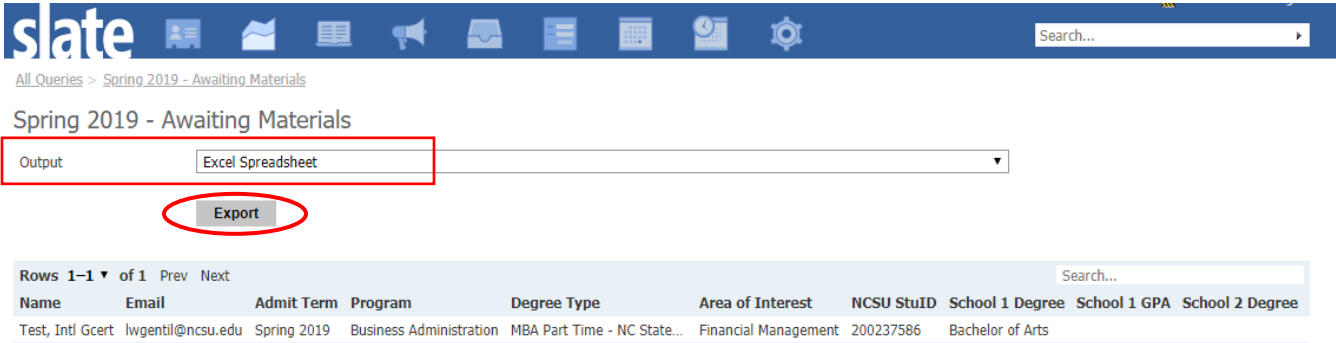 slate
Search...
All Queries > Spring 2019 - Awaiting Materials
Spring 2019 - Awaiting Materials
Output Excel Spreadsheet
Export
Rows 1–1 of 1 Prev Next Search...
Name Email Admit Term Program Degree Type Area of Interest NCSU StuID School 1 Degree School 1 GPA School 2 Degree
Test, Intl Gcert lwgentil@ncsu.edu Spring 2019 Business Administration MBA Part Time - NC State... Financial Management 200237586 Bachelor of Arts